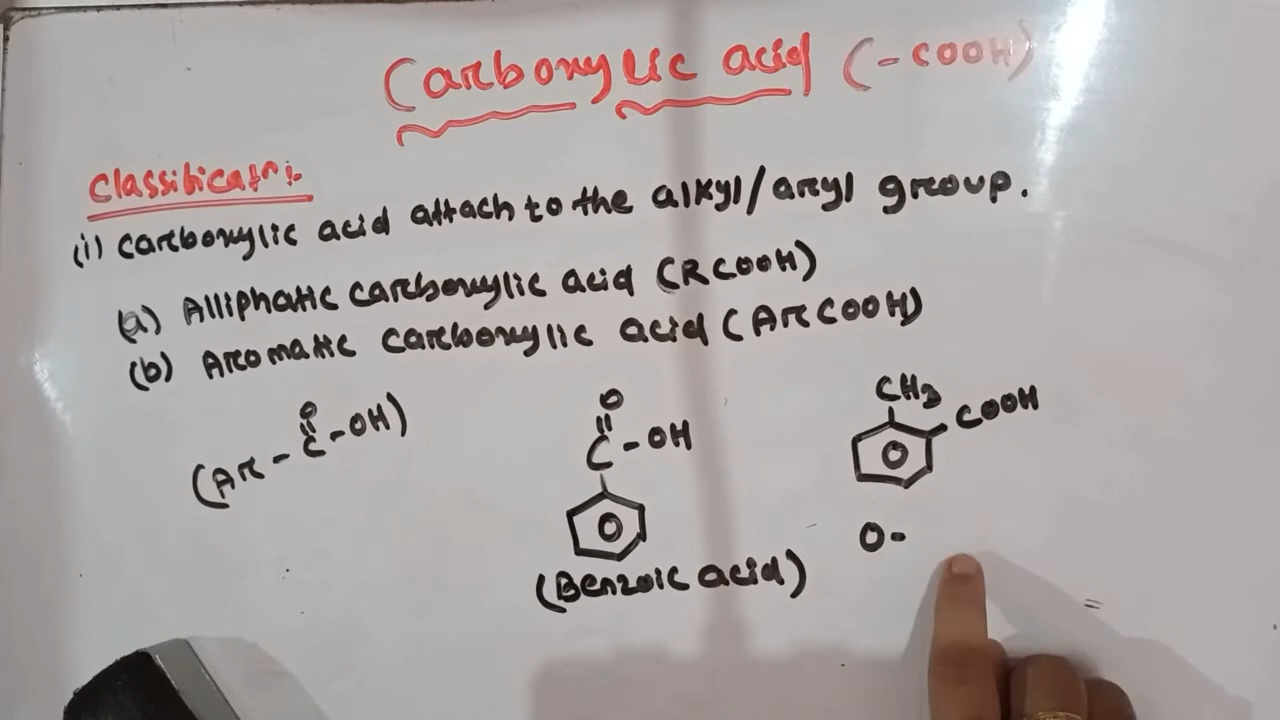 Carboxylic acid (-COOH)
Classificatn:
(i) Carboxylic acid attach to the alkyl/aryl group.
(a) Alliphatic carboxylic acid (RCOOH)
(b) Aromatic carboxylic acid (ArCOOH)
O
(Ar-C-OH)
O
C-OH
(Benzoic acid)
CH3
COOH
O-